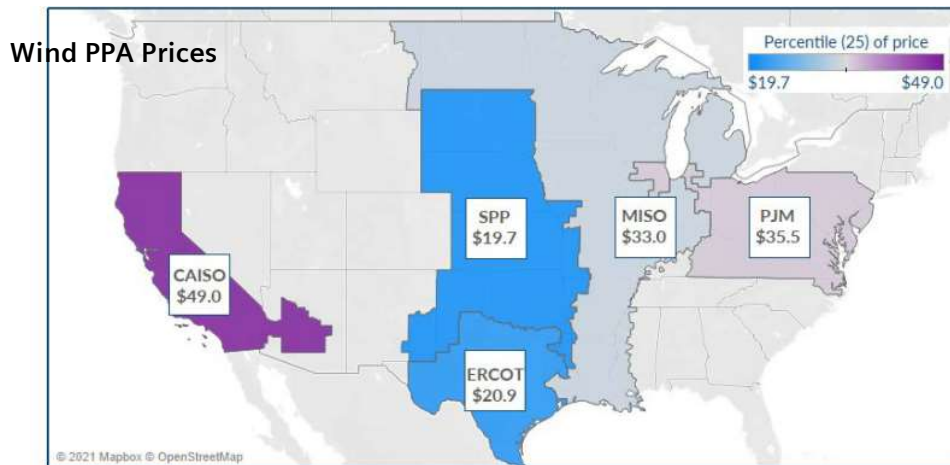 Wind PPA Prices
Percentile (25) of price
$19.7 $49.0
SPP
$19.7
MISO
$33.0
PJM
$35.5
CAISO
$49.0
ERCOT
$20.9
© 2021 Mapbox © OpenStreetMap